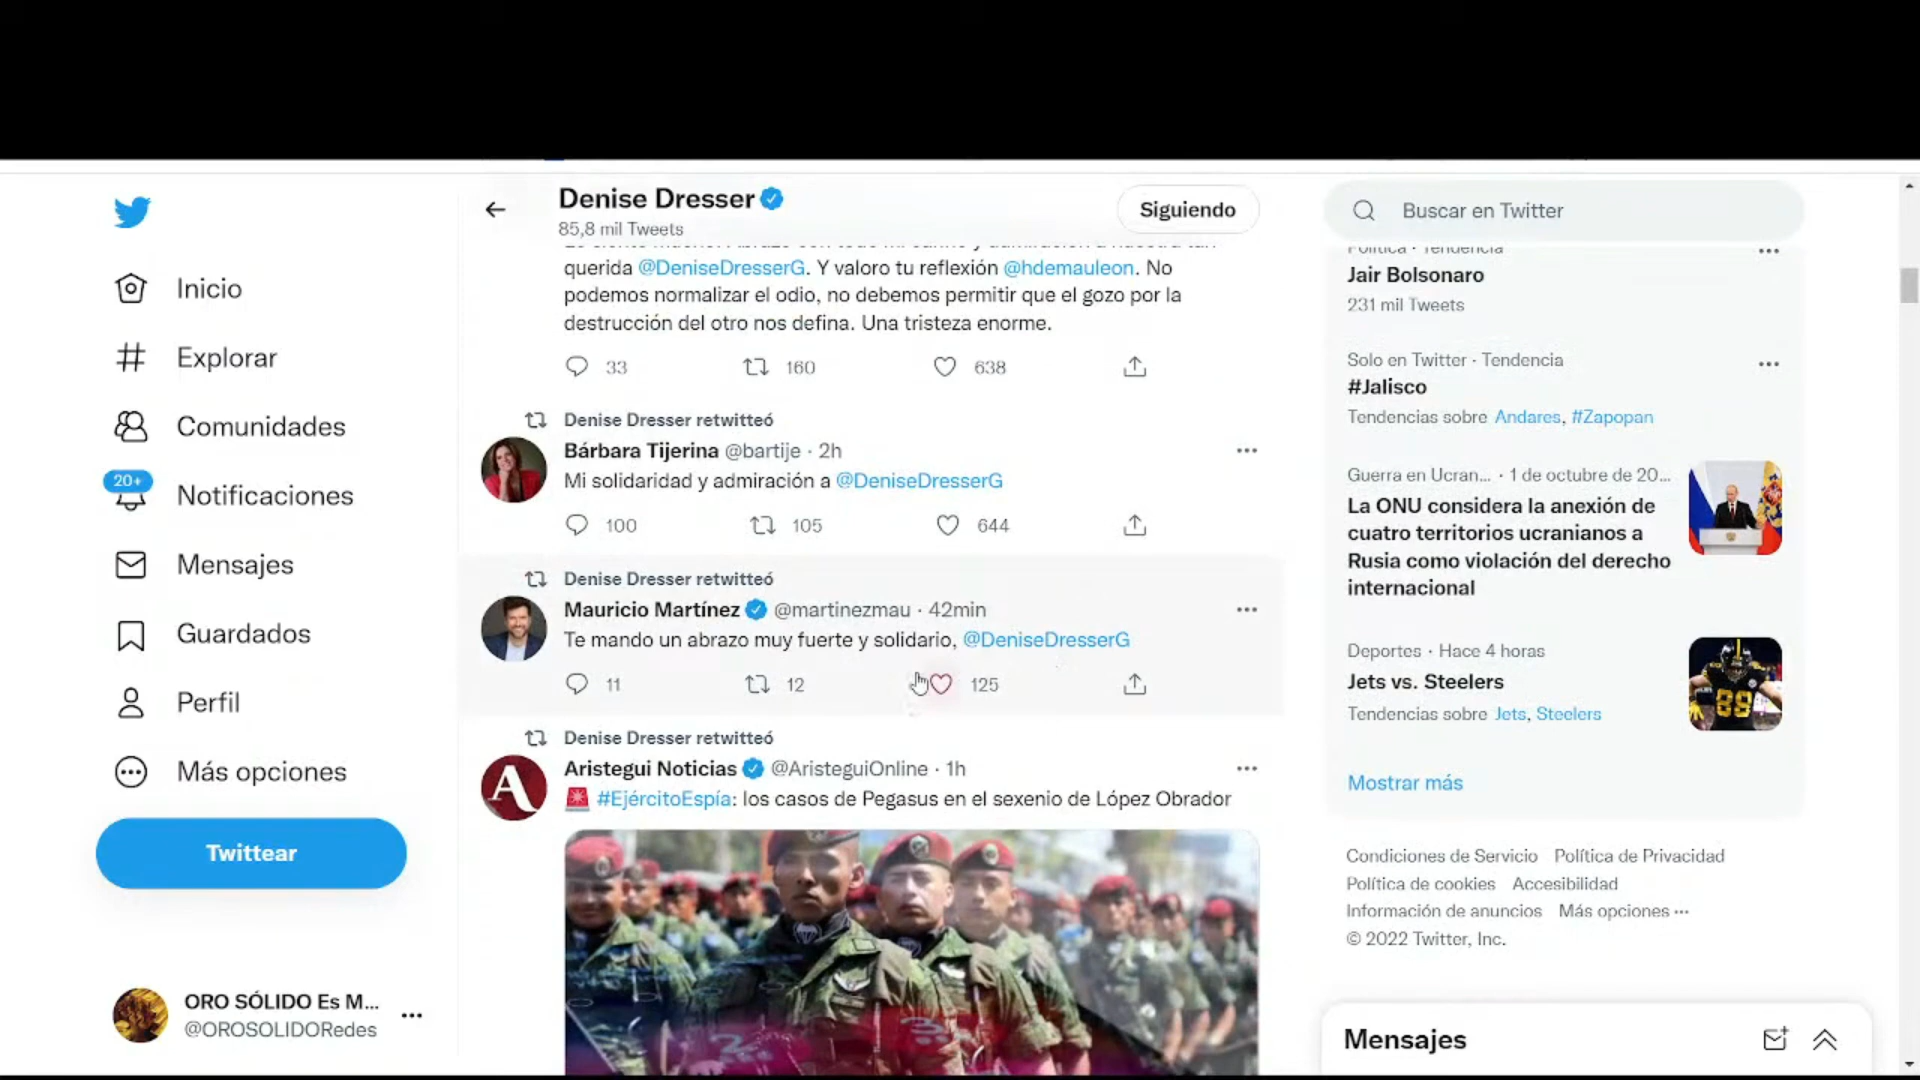 Inicio
Explorar
Comunidades
20+
Notificaciones
Mensajes
Guardados
Perfil
Más opciones
Twittear
ORO SÓLIDO Es M...
@OROSOLIDORedes
Denise Dresser
85,8 mil Tweets
Siguiendo
querida @DeniseDresserG. Y valoro tu reflexión @hdemauleon. No
podemos normalizar el odio, no debemos permitir que el gozo por la
destrucción del otro nos defina. Una tristeza enorme.
33 160 638
Denise Dresser retwitteó
Bárbara Tijerina @bartije · 2h
Mi solidaridad y admiración a @DeniseDresserG
100 105 644
Denise Dresser retwitteó
Mauricio Martínez @martinezmau · 42min
Te mando un abrazo muy fuerte y solidario, @DeniseDresserG
11 12 125
Denise Dresser retwitteó
Aristegui Noticias @AristeguiOnline · 1h
#EjércitoEspía: los casos de Pegasus en el sexenio de López Obrador
A
Buscar en Twitter
Política · Tendencia
Jair Bolsonaro
231 mil Tweets
Solo en Twitter · Tendencia
#Jalisco
Tendencias sobre Andares, #Zapopan
Guerra en Ucran... · 1 de octubre de 20...
La ONU considera la anexión de
cuatro territorios ucranianos a
Rusia como violación del derecho
internacional
Deportes · Hace 4 horas
Jets vs. Steelers
Tendencias sobre Jets, Steelers
88
Mostrar más
Condiciones de Servicio Política de Privacidad
Política de cookies Accesibilidad
Información de anuncios Más opciones ···
© 2022 Twitter, Inc.
Mensajes